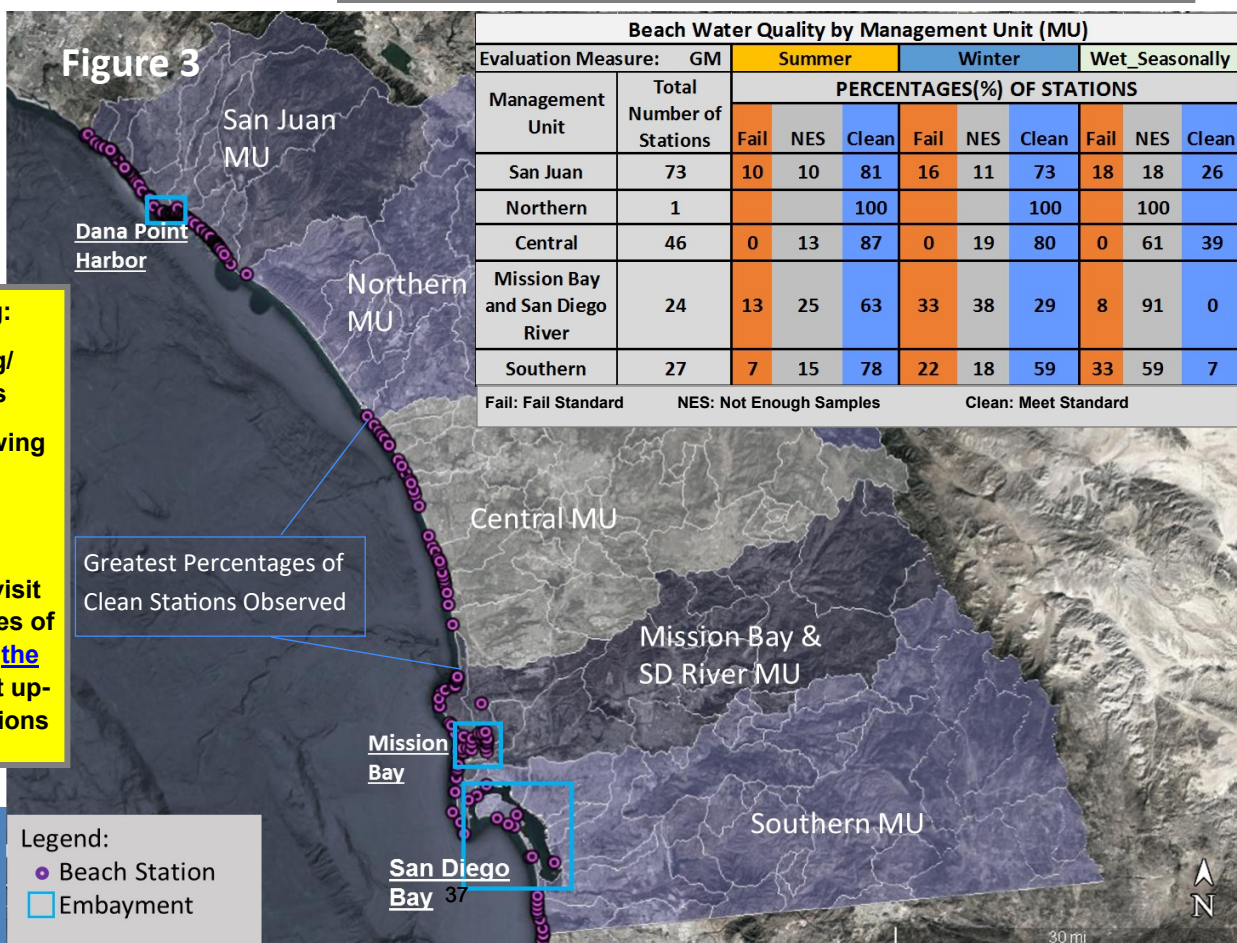 Figure 3
Beach Water Quality by Management Unit (MU)
Evaluation Measure: GM Summer Winter Wet_Seasonally
Management Unit Total Number of Stations PERCENTAGES(%) OF STATIONS
Fail NES Clean Fail NES Clean Fail NES Clean
San Juan 73 10 10 81 16 11 73 18 18 26
Northern 1 100 100 100
Central 46 0 13 87 0 19 80 0 61 39
Mission Bay and San Diego River 24 13 25 63 33 38 29 8 91 0
Southern 27 7 15 78 22 18 59 33 59 7
Fail: Fail Standard NES: Not Enough Samples Clean: Meet Standard
San Juan
MU
Dana Point
Harbor
Northern
MU
g:
g/
s
wing
visit
es of
the
t up-
tions
Central MU
Greatest Percentages of
Clean Stations Observed
Mission Bay &
SD River MU
Mission
Bay
Southern MU
San Diego
Bay 37
Legend:
Beach Station
Embayment
N
30 mi